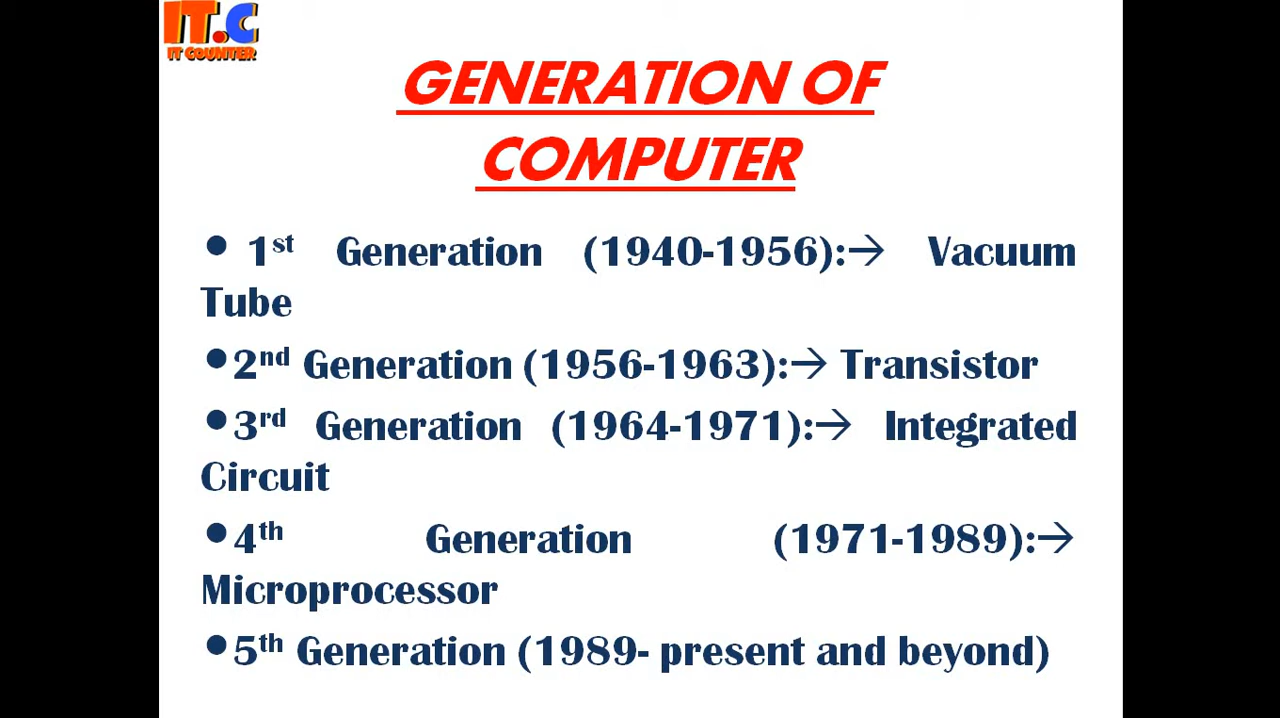 IT.C
IT COUNTER
GENERATION OF
COMPUTER
● 1st Generation (1940-1956):→ Vacuum
Tube
●2nd Generation (1956-1963):→ Transistor
●3rd Generation (1964-1971):→ Integrated
Circuit
●4th Generation (1971-1989):→
Microprocessor
●5th Generation (1989- present and beyond)